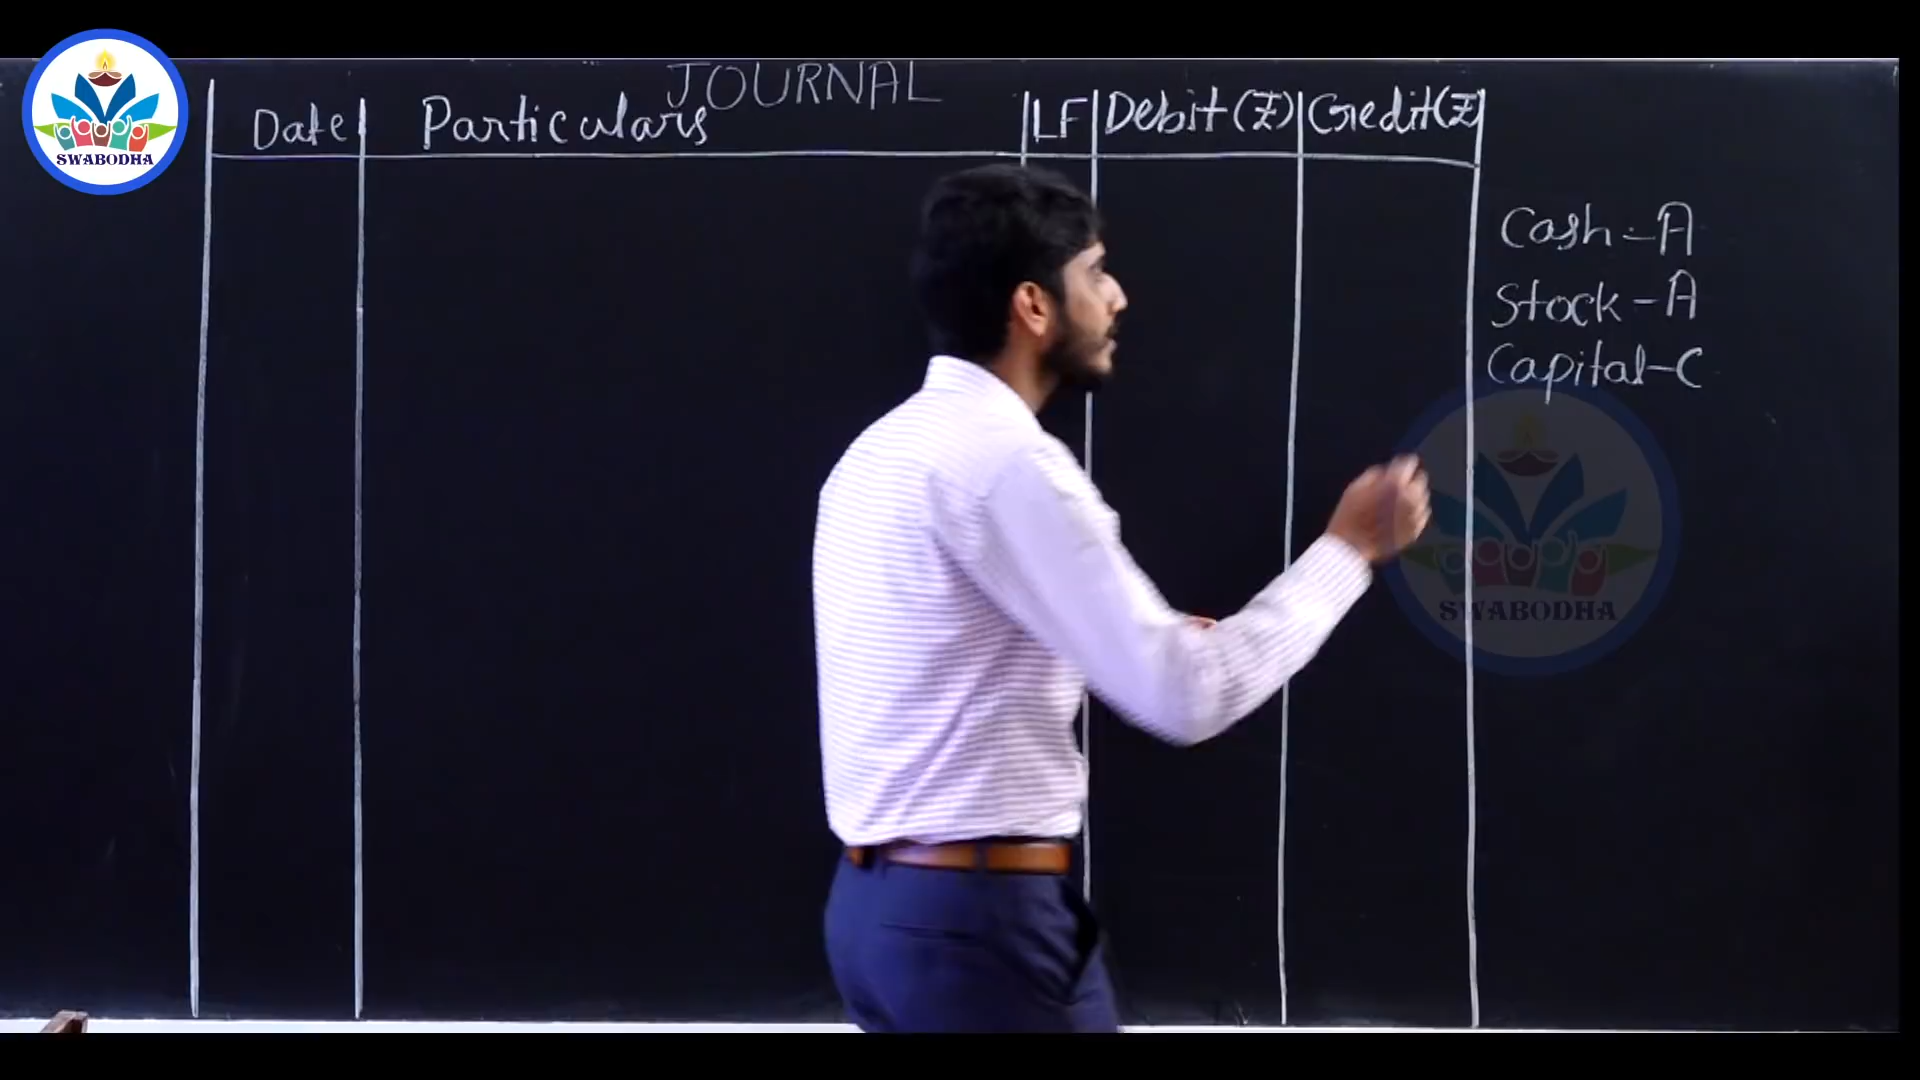 SWABODHA
JOURNAL
Date Particulars LF Debit (₹) Credit (₹)
Cash - A
Stock - A
Capital - C
SWABODHA